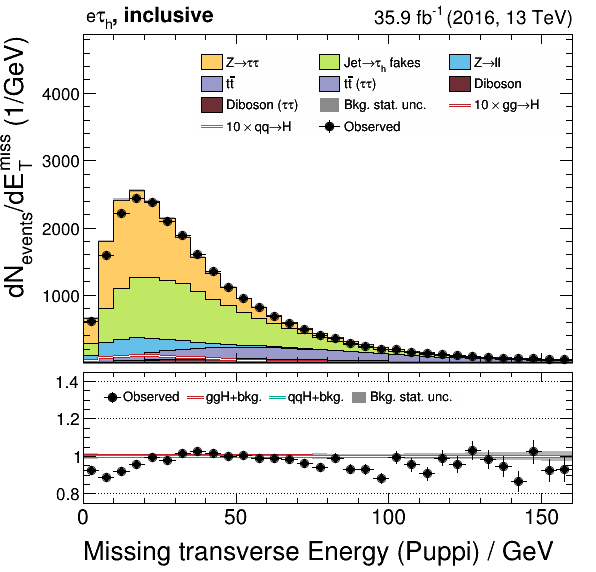 eτh, inclusive 35.9 fb⁻¹ (2016, 13 TeV)
Z→ττ Jet→τh fakes Z→ll
tt̄ tt̄ (ττ) Diboson
Diboson (ττ) Bkg. stat. unc. 10 × gg→H
10 × qq→H Observed
dNevents/dETmiss (1/GeV)
4000
3000
2000
1000
Observed ggH+bkg. qqH+bkg. Bkg. stat. unc.
1.4
1.2
1
0.8
0 50 100 150
Missing transverse Energy (Puppi) / GeV